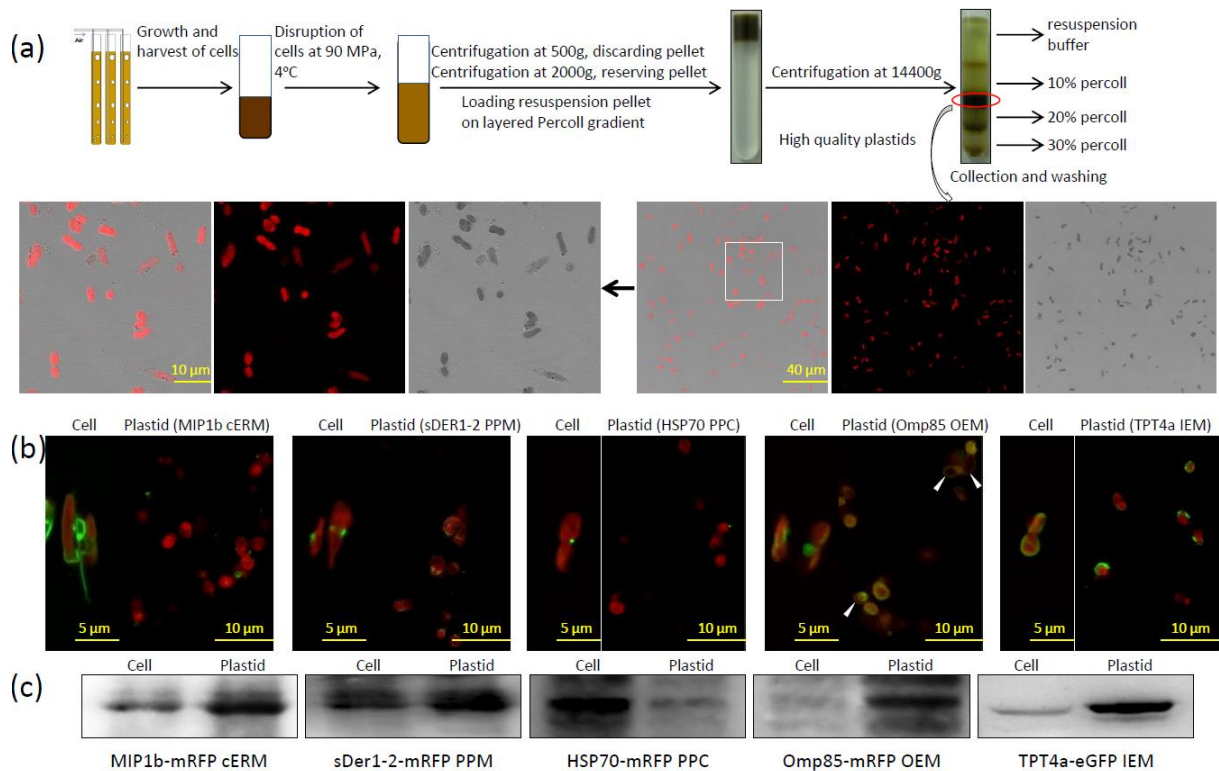 (a)
Air
Growth and
harvest of cells
Disruption of
cells at 90 MPa,
4°C
Centrifugation at 500g, discarding pellet
Centrifugation at 2000g, reserving pellet
Loading resuspension pellet
on layered Percoll gradient
Centrifugation at 14400g
High quality plastids
resuspension
buffer
10% percoll
20% percoll
30% percoll
Collection and washing
10 µm
40 µm
(b)
Cell Plastid (MIP1b cERM)
Cell Plastid (sDER1-2 PPM)
Cell Plastid (HSP70 PPC)
Cell Plastid (Omp85 OEM)
Cell Plastid (TPT4a IEM)
5 µm 10 µm
5 µm 10 µm
5 µm 10 µm
5 µm 10 µm
5 µm 10 µm
(c)
Cell Plastid
Cell Plastid
Cell Plastid
Cell Plastid
Cell Plastid
MIP1b-mRFP cERM
sDer1-2-mRFP PPM
HSP70-mRFP PPC
Omp85-mRFP OEM
TPT4a-eGFP IEM